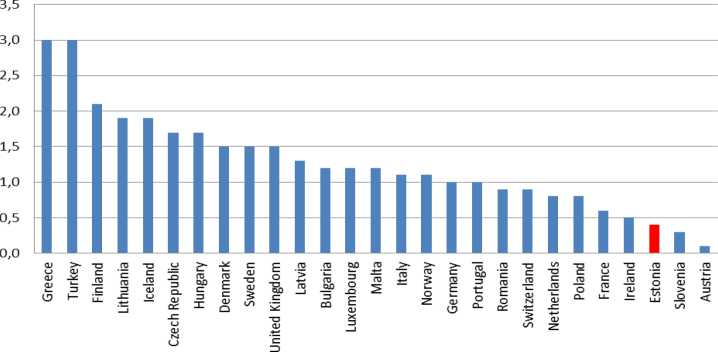 3,5
3,0
2,5
2,0
1,5
1,0
0,5
0,0
Greece
Turkey
Finland
Lithuania
Iceland
Czech Republic
Hungary
Denmark
Sweden
United Kingdom
Latvia
Bulgaria
Luxembourg
Malta
Italy
Norway
Germany
Portugal
Romania
Switzerland
Netherlands
Poland
France
Ireland
Estonia
Slovenia
Austria